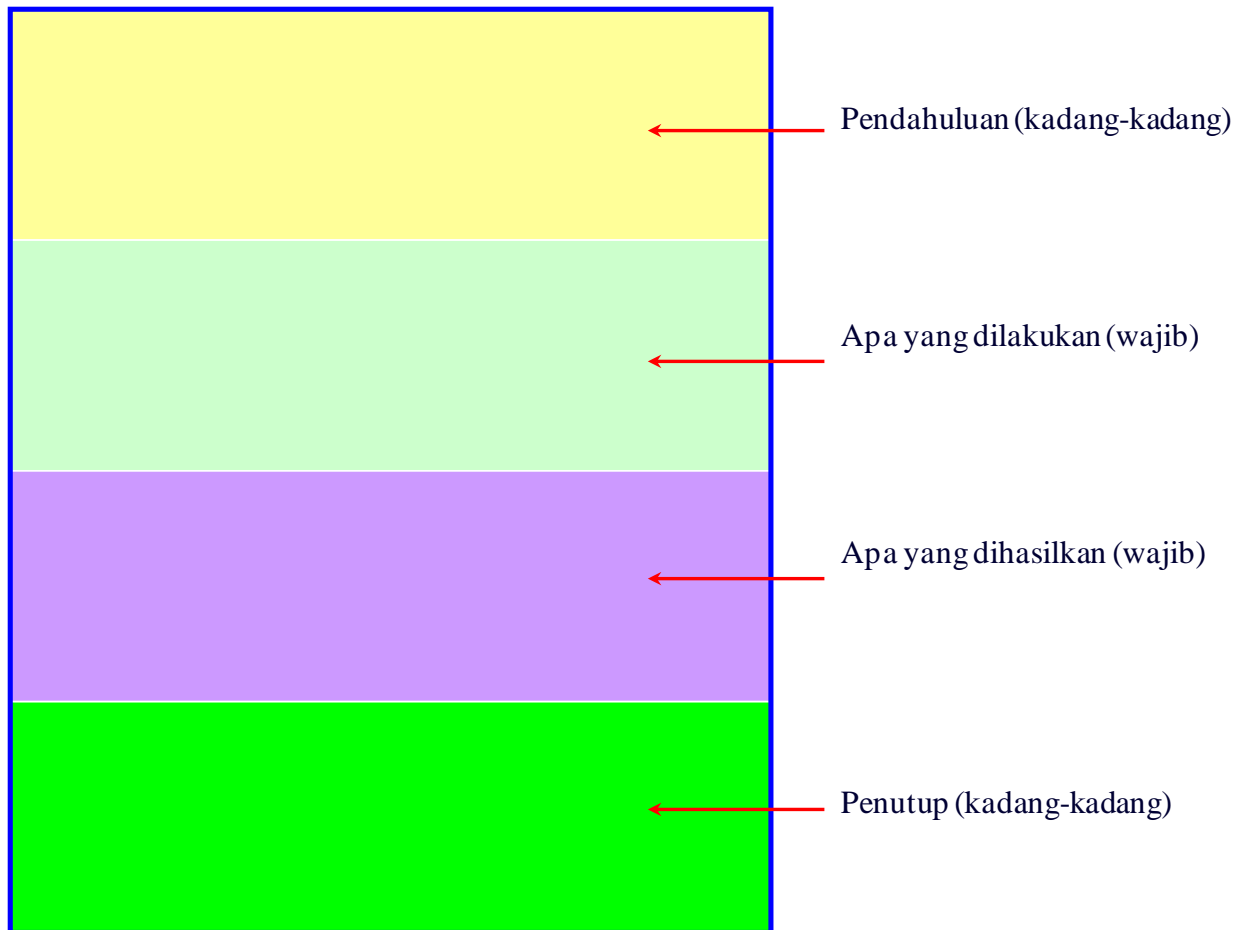 Pendahuluan (kadang-kadang)
Apa yang dilakukan (wajib)
Apa yang dihasilkan (wajib)
Penutup (kadang-kadang)